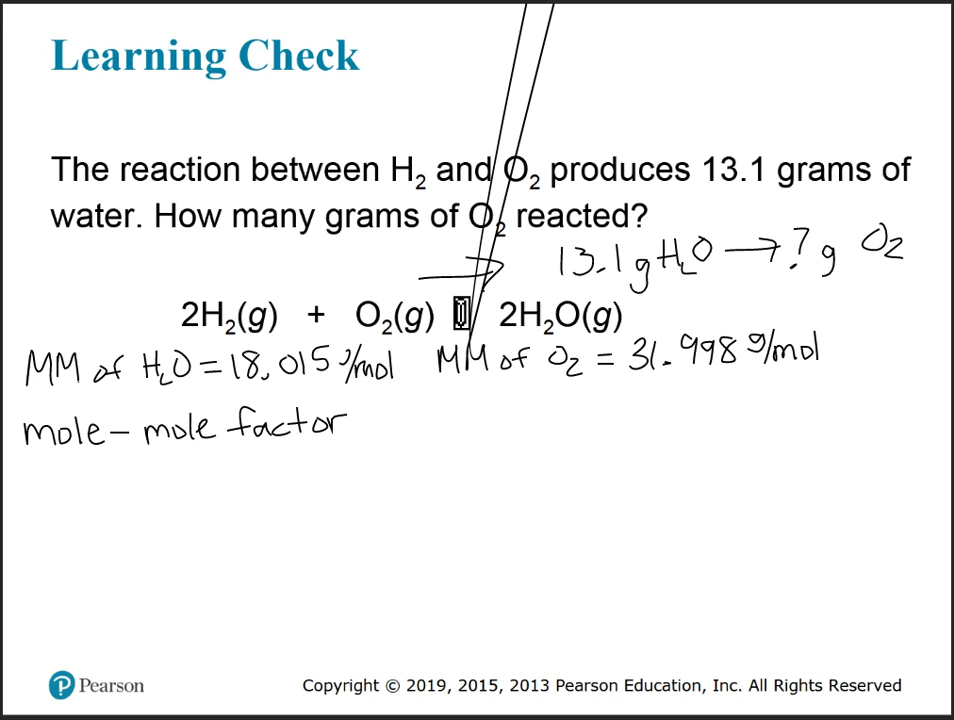 Learning Check
The reaction between H₂ and O₂ produces 13.1 grams of
water. How many grams of O₂ reacted?
13.1 g H₂O → ? g O₂
2H₂(g) + O₂(g) → 2H₂O(g)
MM of H₂O = 18.015 g/mol MM of O₂ = 31.998 g/mol
mole - mole factor
Pearson
Copyright © 2019, 2015, 2013 Pearson Education, Inc. All Rights Reserved